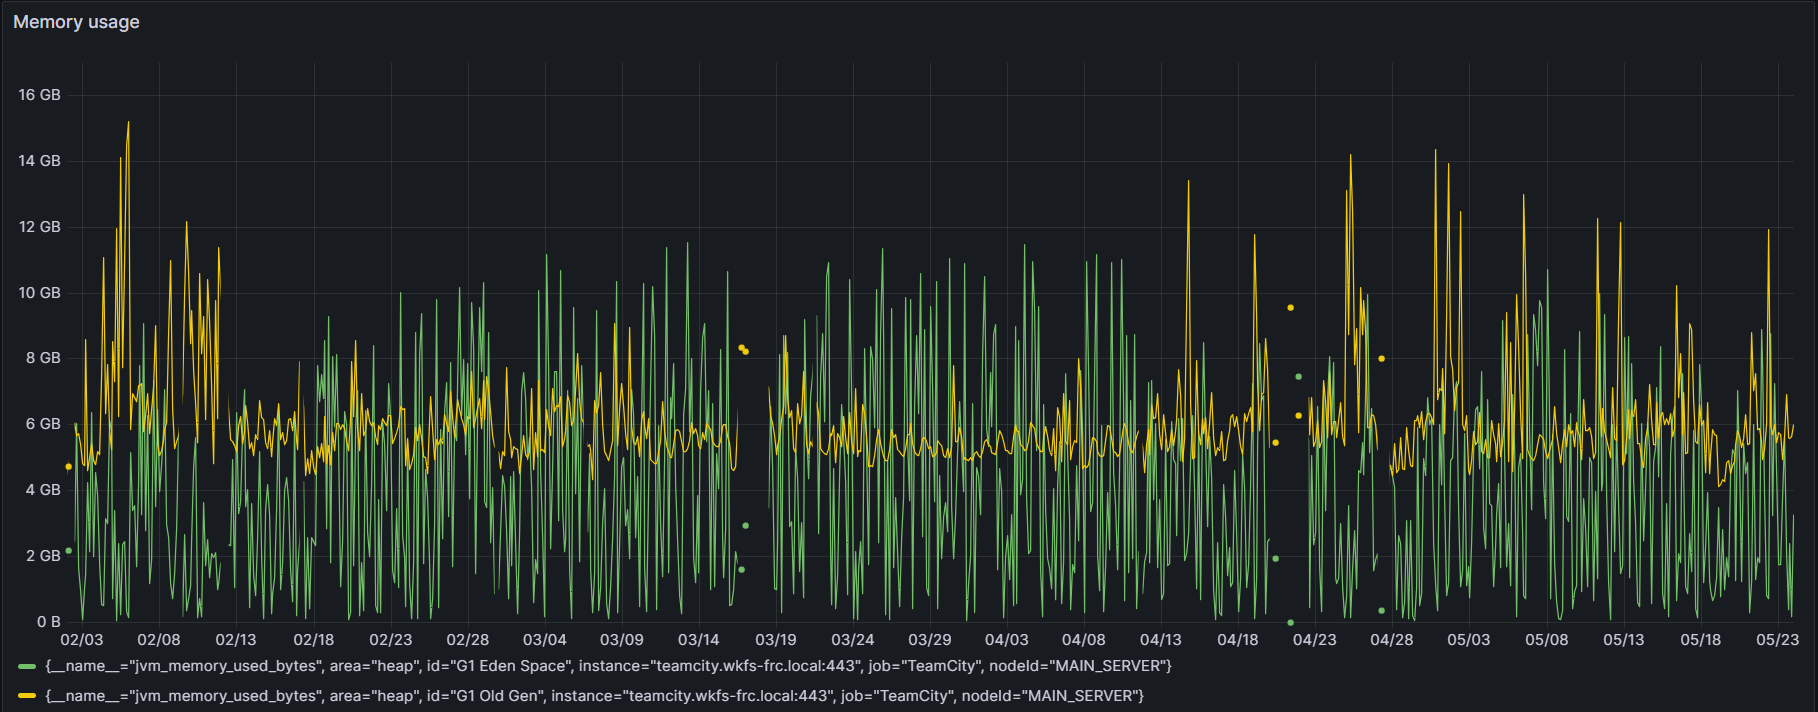 Memory usage
16 GB
14 GB
12 GB
10 GB
8 GB
6 GB
4 GB
2 GB
0 B
02/03 02/08 02/13 02/18 02/23 02/28 03/04 03/09 03/14 03/19 03/24 03/29 04/03 04/08 04/13 04/18 04/23 04/28 05/03 05/08 05/13 05/18 05/23
{__name__="jvm_memory_used_bytes", area="heap", id="G1 Eden Space", instance="teamcity.wkfs-frc.local:443", job="TeamCity", nodeId="MAIN_SERVER"}
{__name__="jvm_memory_used_bytes", area="heap", id="G1 Old Gen", instance="teamcity.wkfs-frc.local:443", job="TeamCity", nodeId="MAIN_SERVER"}